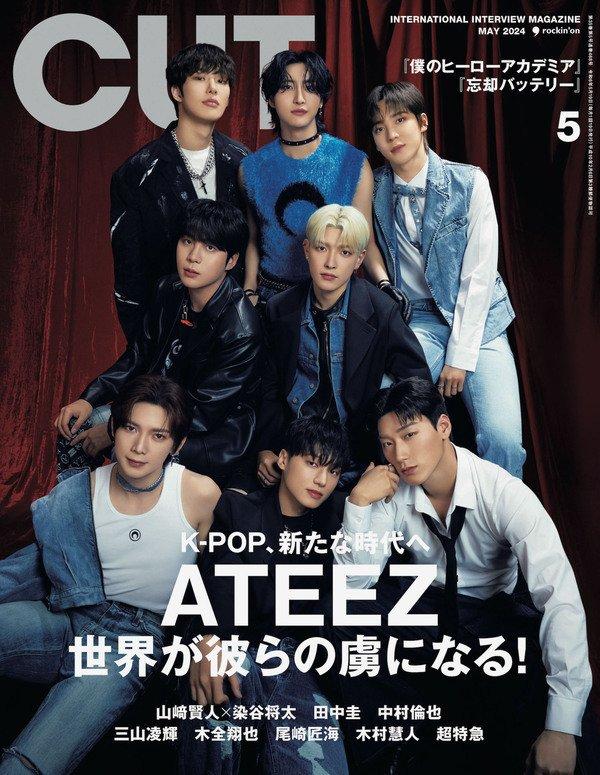 CUT
INTERNATIONAL INTERVIEW MAGAZINE
MAY 2024 rockin'on
『僕のヒーローアカデミア』
『忘却バッテリー』
5
K-POP、新たな時代へ
ATEEZ
世界が彼らの虜になる!
山﨑賢人×染谷将太 田中圭 中村倫也
三山凌輝 木全翔也 尾崎匠海 木村慧人 超特急